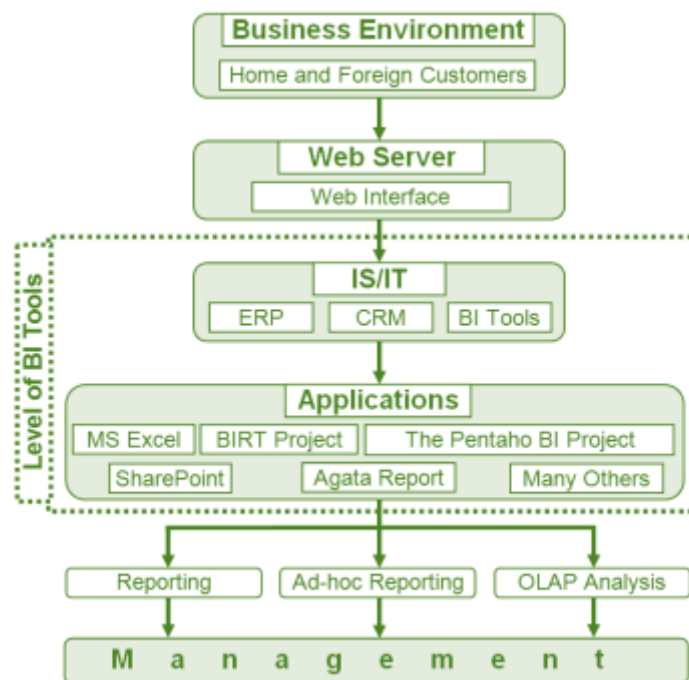 Business Environment
Home and Foreign Customers
Web Server
Web Interface
Level of BI Tools
IS/IT
ERP CRM BI Tools
Applications
MS Excel BIRT Project The Pentaho BI Project
SharePoint Agata Report Many Others
Reporting Ad-hoc Reporting OLAP Analysis
Management